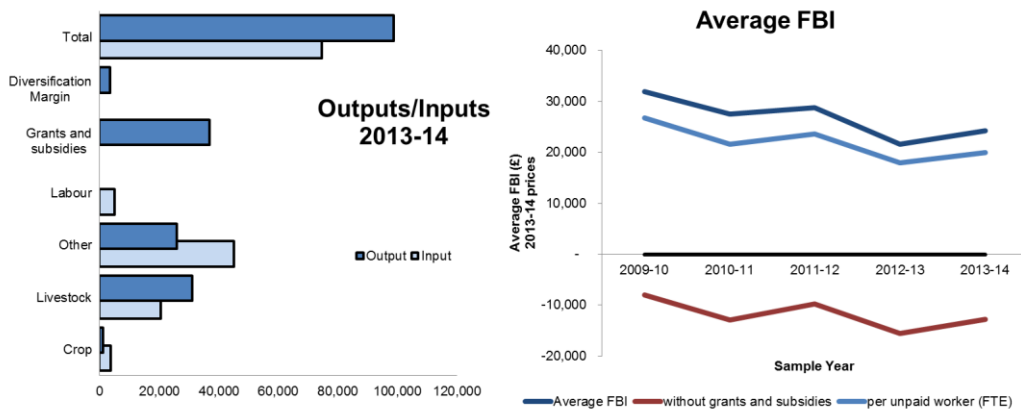 Total
Diversification
Margin
Grants and
subsidies
Labour
Other
Livestock
Crop
0 20,000 40,000 60,000 80,000 100,000 120,000
Outputs/Inputs
2013-14
Output Input
Average FBI
Average FBI (£)
2013-14 prices
40,000
30,000
20,000
10,000
-
-10,000
-20,000
2009-10 2010-11 2011-12 2012-13 2013-14
Sample Year
Average FBI without grants and subsidies per unpaid worker (FTE)